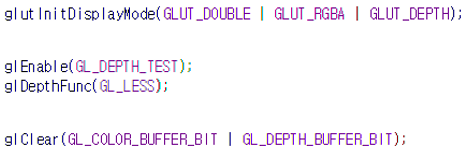 glutInitDisplayMode(GLUT_DOUBLE | GLUT_RGBA | GLUT_DEPTH);
glEnable(GL_DEPTH_TEST);
glDepthFunc(GL_LESS);
glClear(GL_COLOR_BUFFER_BIT | GL_DEPTH_BUFFER_BIT);